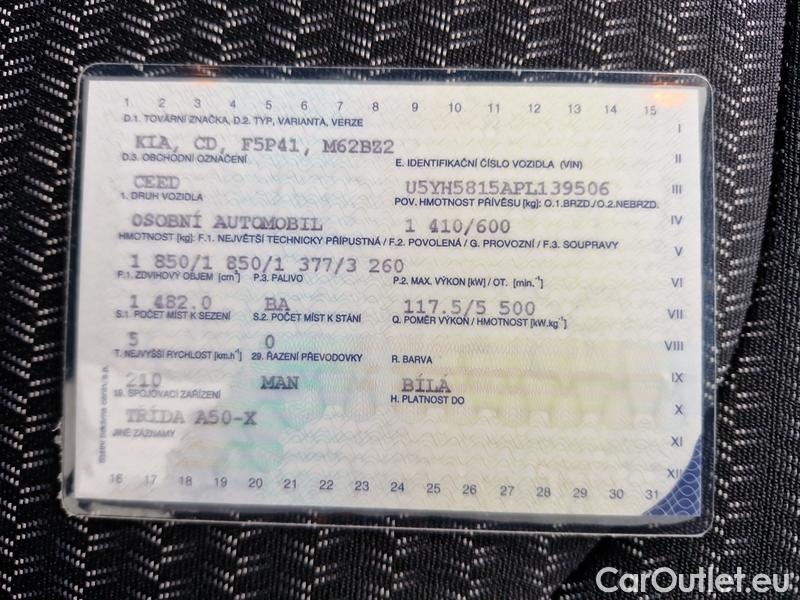 1 2 3 4 5 6 7 8 9 10 11 12 13 14 15
D.1. TOVÁRNÍ ZNAČKA, D.2. TYP, VARIANTA, VERZE
I
KIA, CD, F5P41, M62BZ2
D.3. OBCHODNÍ OZNAČENÍ E. IDENTIFIKAČNÍ ČÍSLO VOZIDLA (VIN)
II
CEED U5YH5815APL139506
III
1. DRUH VOZIDLA POV. HMOTNOST PŘÍVĚSU [kg]: O.1.BRZD./O.2.NEBRZD.
OSOBNÍ AUTOMOBIL 1 410/600
IV
HMOTNOST [kg]: F.1. NEJVĚTŠÍ TECHNICKY PŘÍPUSTNÁ / F.2. POVOLENÁ / G. PROVOZNÍ / F.3. SOUPRAVY
V
1 850/1 850/1 377/3 260
P.1. ZDVIHOVÝ OBJEM [cm³] P.3. PALIVO P.2. MAX. VÝKON [kW] / OT. [min.⁻¹]
VI
1 482.0 BA 117.5/5 500
VII
S.1. POČET MÍST K SEZENÍ S.2. POČET MÍST K STÁNÍ Q. POMĚR VÝKON / HMOTNOST [kW.kg⁻¹]
5 0
VIII
T. NEJVYŠŠÍ RYCHLOST [km.h⁻¹] 29. ŘAZENÍ PŘEVODOVKY R. BARVA
210 MAN BÍLÁ
IX
19. SPOJOVACÍ ZAŘÍZENÍ H. PLATNOST DO
TŘÍDA A50-X
X
JINÉ ZÁZNAMY
XI
XII
16 17 18 19 20 21 22 23 24 25 26 27 28 29 30 31
CarOutlet.eu